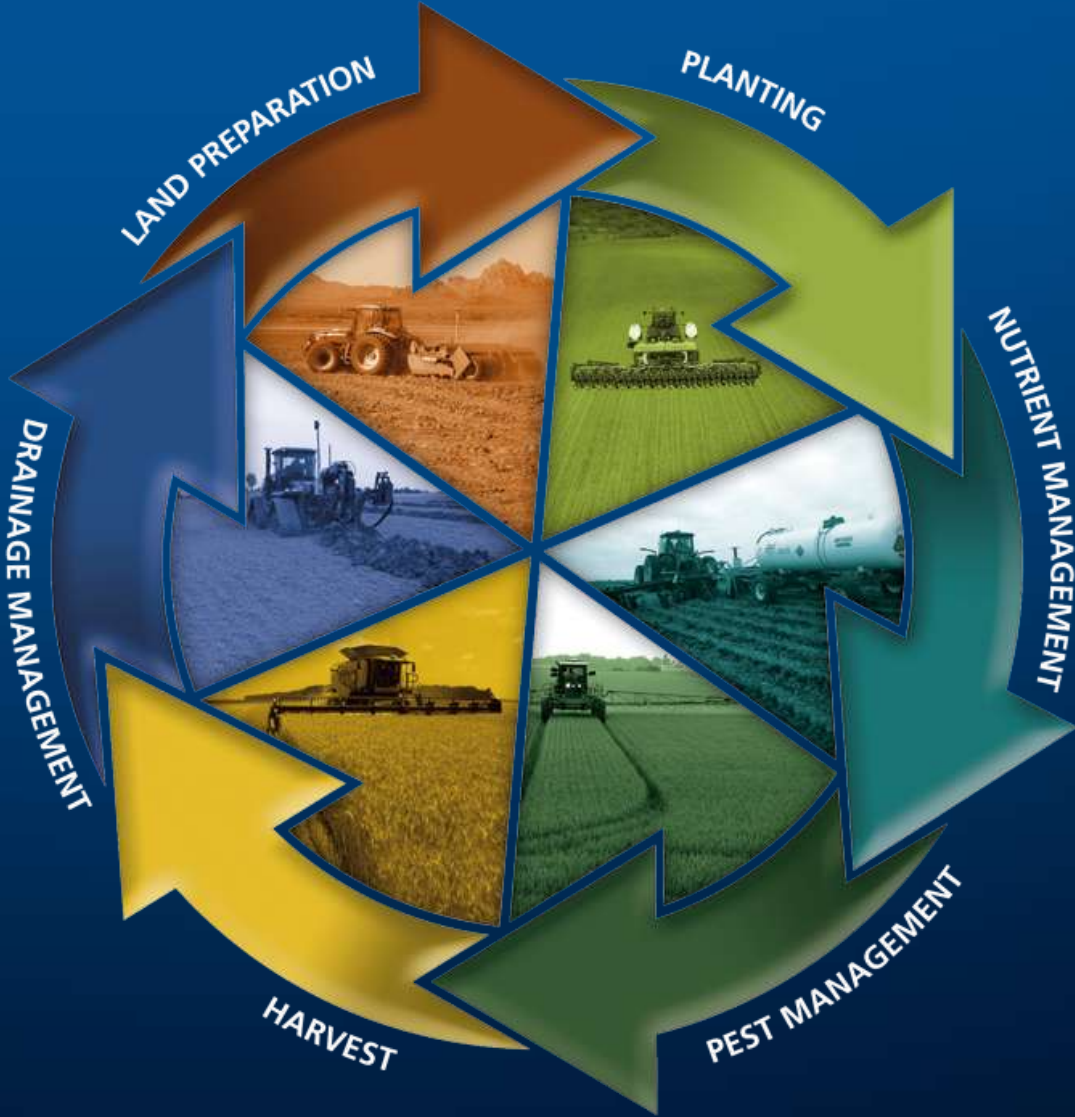 LAND PREPARATION
PLANTING
NUTRIENT MANAGEMENT
PEST MANAGEMENT
HARVEST
DRAINAGE MANAGEMENT